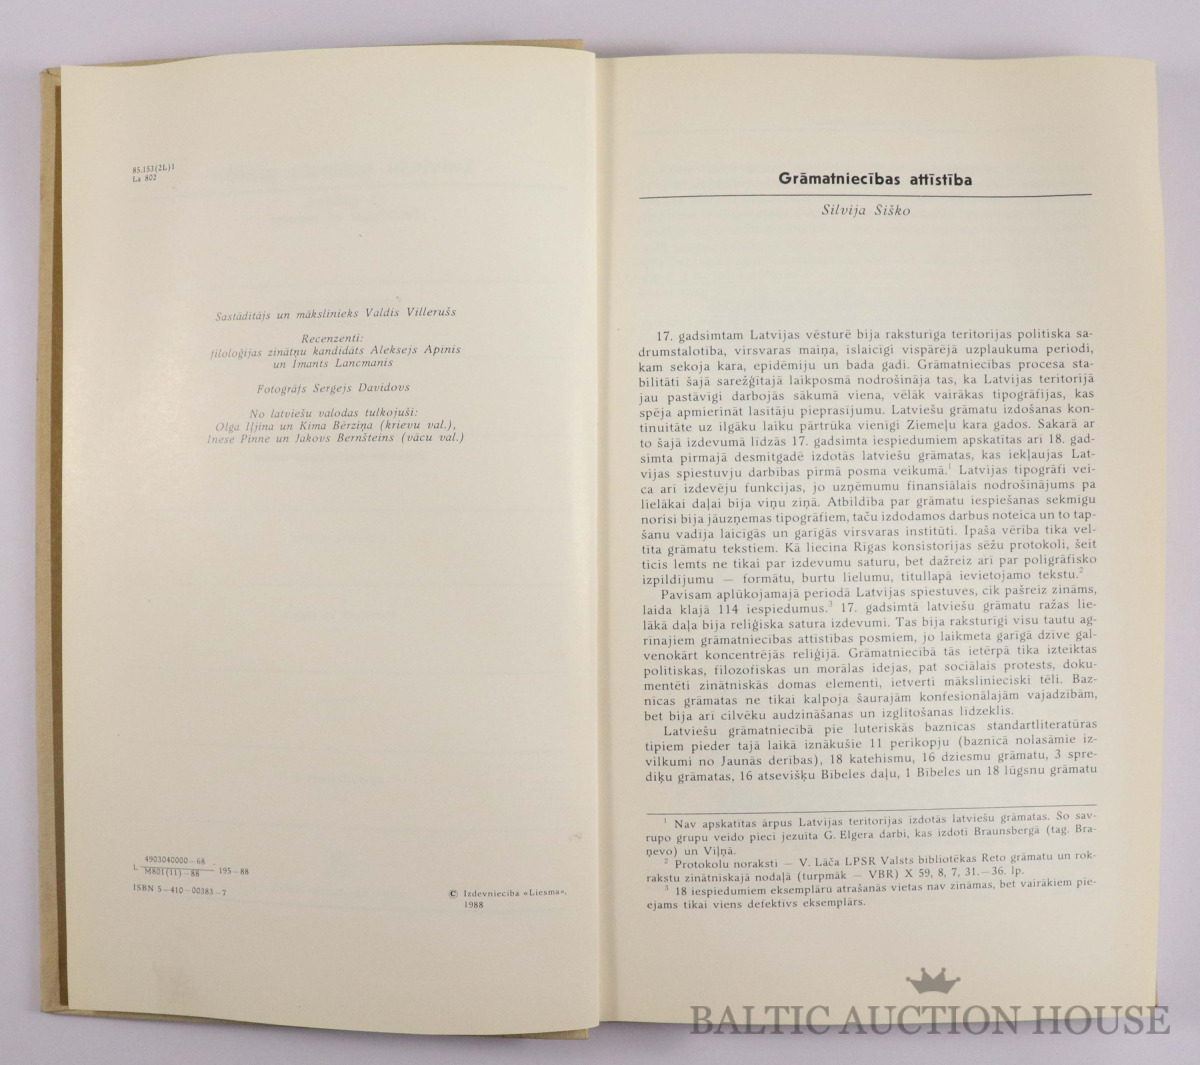 85.153(2L)1
La 802
Sastādītājs un mākslinieks Valdis Villerušs
Recenzenti:
filoloģijas zinātņu kandidāts Aleksejs Apinis
un Imants Lancmanis
Fotogrāfs Sergejs Davidovs
No latviešu valodas tulkojuši:
Olga Iļjina un Kima Bērziņa (krievu val.),
Inese Pinne un Jakovs Bernšteins (vācu val.)
4903040000–68
L ——— 195–88
M801(11)–88
ISBN 5–410–00383–7
© Izdevniecība «Liesma»,
1988
Grāmatniecības attīstība
Silvija Šiško
17. gadsimtam Latvijas vēsturē bija raksturīga teritorijas politiska sa-
drumstalotība, virsvaras maiņa, islaicīgi vispārējā uzplaukuma periodi,
kam sekoja kara, epidēmiju un bada gadi. Grāmatniecības procesa sta-
bilitāti šajā sarežģītajā laikposmā nodrošināja tas, ka Latvijas teritorijā
jau pastāvīgi darbojās sākumā viena, vēlāk vairākas tipogrāfijas, kas
spēja apmierināt lasītāju pieprasījumu. Latviešu grāmatu izdošanas kon-
tinuitāte uz ilgāku laiku pārtrūka vienīgi Ziemeļu kara gados. Sakarā ar
to šajā izdevumā līdzās 17. gadsimta iespiedumiem apskatītas arī 18. gad-
simta pirmajā desmitgadē izdotās latviešu grāmatas, kas iekļaujas Lat-
vijas spiestuvju darbības pirmā posma veikumā.¹ Latvijas tipogrāfi vei-
ca arī izdevēju funkcijas, jo uzņēmumu finansiālais nodrošinājums pa
lielākai daļai bija viņu ziņā. Atbildība par grāmatu iespiešanas sekmīgu
norisi bija jāuzņemas tipogrāfiem, taču izdodamos darbus noteica un to tap-
šanu vadīja laicīgās un garīgās virsvaras institūti. Īpaša vērība tika vel-
tīta grāmatu tekstiem. Kā liecina Rīgas konsistorijas sēžu protokoli, šeit
ticis lemts ne tikai par izdevumu saturu, bet dažreiz arī par poligrāfisko
izpildījumu — formātu, burtu lielumu, titullapā ievietojamo tekstu.²
Pavisam aplūkojamajā periodā Latvijas spiestuves, cik pašreiz zināms,
laida klajā 114 iespiedumus.³ 17. gadsimtā latviešu grāmatu ražas lie-
lākā daļa bija reliģiska satura izdevumi. Tas bija raksturīgi visu tautu ag-
rīnajiem grāmatniecības attīstības posmiem, jo laikmeta garīgā dzīve gal-
venokārt koncentrējās reliģijā. Grāmatniecībā tās ietērpā tika izteiktas
politiskas, filozofiskas un morālas idejas, pat sociālais protests, doku-
mentēti zinātniskās domas elementi, ietverti mākslinieciski tēli. Baz-
nīcas grāmatas ne tikai kalpoja šaurajām konfesionālajām vajadzībām,
bet bija arī cilvēku audzināšanas un izglītošanas līdzeklis.
Latviešu grāmatniecībā pie luteriskās baznīcas standartliteratūras
tipiem pieder tajā laikā iznākušie 11 perikopju (baznīcā nolasāmie iz-
vilkumi no Jaunās derības), 18 katehismu, 16 dziesmu grāmatu, 3 spre-
diķu grāmatas, 16 atsevišķu Bībeles daļu, 1 Bībeles un 18 lūgsnu grāmatu
¹ Nav apskatītas ārpus Latvijas teritorijas izdotās latviešu grāmatas. Šo sav-
rupo grupu veido pieci jezuīta G. Elgera darbi, kas izdoti Braunsbergā (tag. Bra-
ņevo) un Viļņā.
² Protokolu noraksti — V. Lāča LPSR Valsts bibliotēkas Reto grāmatu un rok-
rakstu zinātniskajā nodaļā (turpmāk — VBR) X 59, 8, 7, 31.—36. lp.
³ 18 iespiedumiem eksemplāru atrašanās vietas nav zināmas, bet vairākiem pie-
ejams tikai viens defektīvs eksemplārs.
BALTIC AUCTION HOUSE